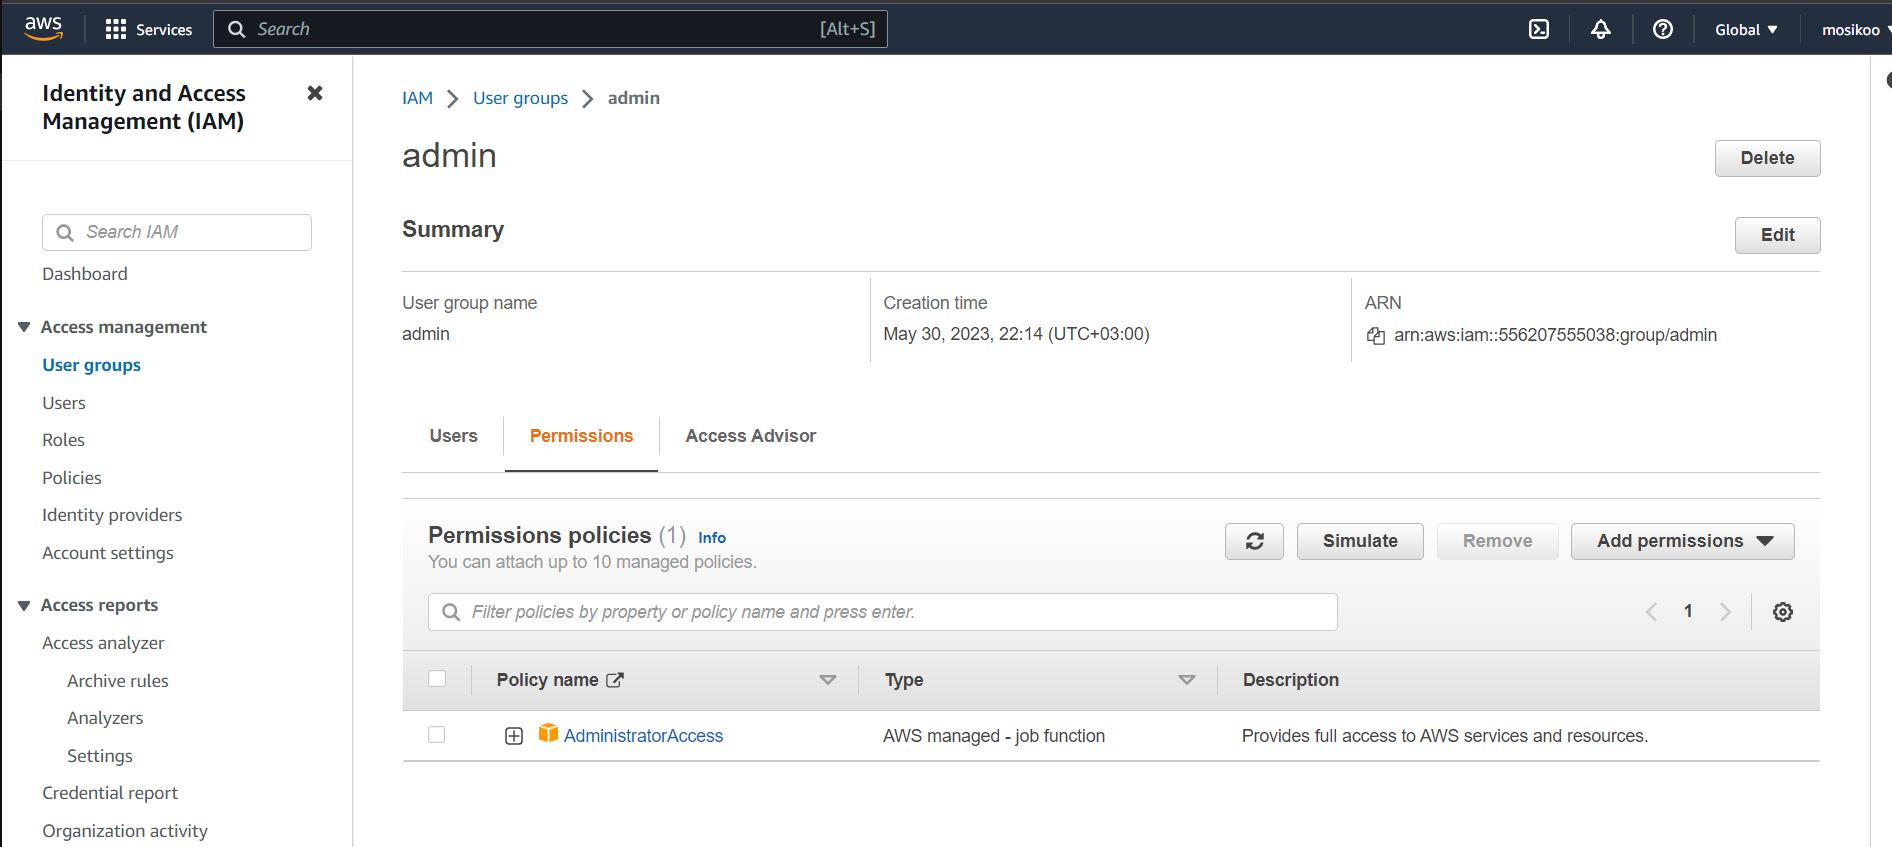 aws
Services
Search
[Alt+S]
Global
mosikoo
Identity and Access
Management (IAM)
Search IAM
Dashboard
Access management
User groups
Users
Roles
Policies
Identity providers
Account settings
Access reports
Access analyzer
Archive rules
Analyzers
Settings
Credential report
Organization activity
IAM
User groups
admin
admin
Delete
Summary
Edit
User group name
admin
Creation time
May 30, 2023, 22:14 (UTC+03:00)
ARN
arn:aws:iam::556207555038:group/admin
Users
Permissions
Access Advisor
Permissions policies (1) Info
You can attach up to 10 managed policies.
Simulate
Remove
Add permissions
Filter policies by property or policy name and press enter.
1
Policy name
Type
Description
AdministratorAccess
AWS managed - job function
Provides full access to AWS services and resources.